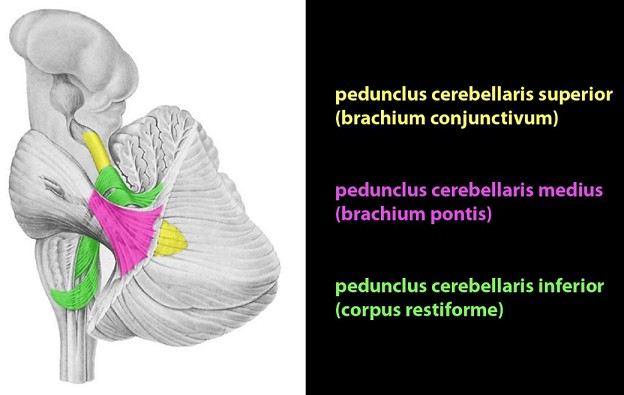 pedunclus cerebellaris superior
(brachium conjunctivum)
pedunclus cerebellaris medius
(brachium pontis)
pedunclus cerebellaris inferior
(corpus restiforme)